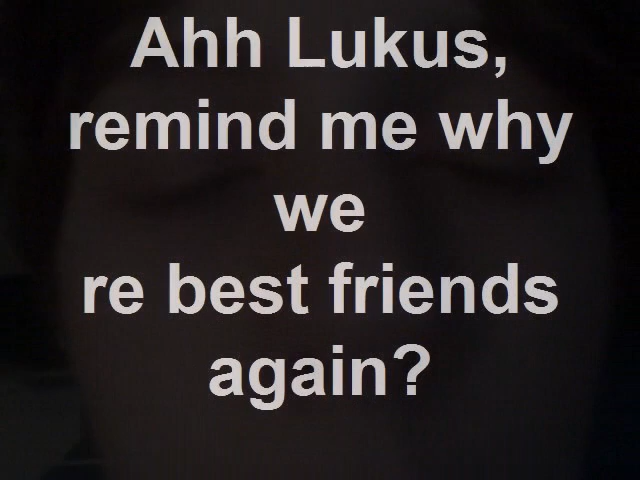 Ahh Lukus,
remind me why
we
re best friends
again?